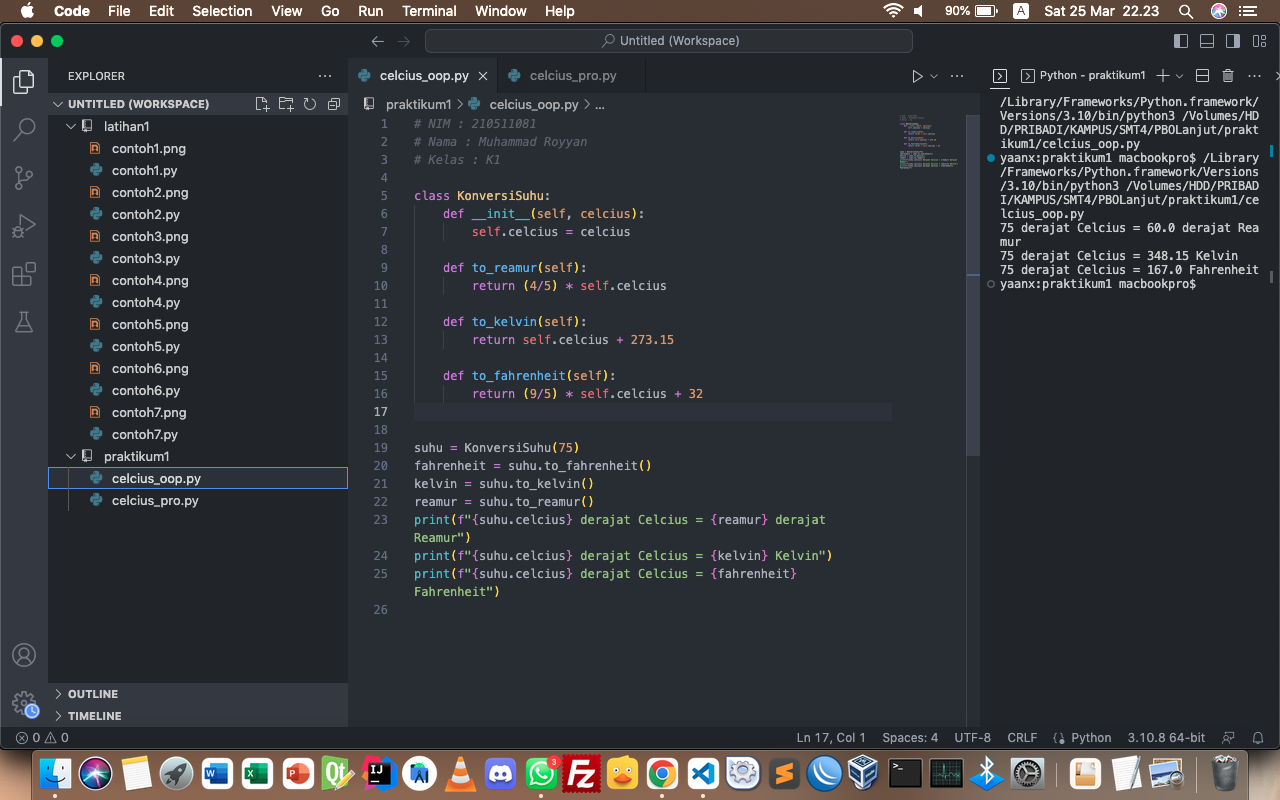 Code File Edit Selection View Go Run Terminal Window Help 90% A Sat 25 Mar 22.23
Untitled (Workspace)
EXPLORER
UNTITLED (WORKSPACE)
latihan1
contoh1.png
contoh1.py
contoh2.png
contoh2.py
contoh3.png
contoh3.py
contoh4.png
contoh4.py
contoh5.png
contoh5.py
contoh6.png
contoh6.py
contoh7.png
contoh7.py
praktikum1
celcius_oop.py
celcius_pro.py
OUTLINE
TIMELINE
celcius_oop.py celcius_pro.py
praktikum1 > celcius_oop.py > ...
1 # NIM : 210511081
2 # Nama : Muhammad Royyan
3 # Kelas : K1
4
5 class KonversiSuhu:
6 def __init__(self, celcius):
7 self.celcius = celcius
8
9 def to_reamur(self):
10 return (4/5) * self.celcius
11
12 def to_kelvin(self):
13 return self.celcius + 273.15
14
15 def to_fahrenheit(self):
16 return (9/5) * self.celcius + 32
17
18
19 suhu = KonversiSuhu(75)
20 fahrenheit = suhu.to_fahrenheit()
21 kelvin = suhu.to_kelvin()
22 reamur = suhu.to_reamur()
23 print(f"{suhu.celcius} derajat Celcius = {reamur} derajat
Reamur")
24 print(f"{suhu.celcius} derajat Celcius = {kelvin} Kelvin")
25 print(f"{suhu.celcius} derajat Celcius = {fahrenheit}
Fahrenheit")
26
Python - praktikum1
/Library/Frameworks/Python.framework/
Versions/3.10/bin/python3 /Volumes/HD
D/PRIBADI/KAMPUS/SMT4/PBOLanjut/prakt
ikum1/celcius_oop.py
yaanx:praktikum1 macbookpro$ /Library
/Frameworks/Python.framework/Versions
/3.10/bin/python3 /Volumes/HDD/PRIBAD
I/KAMPUS/SMT4/PBOLanjut/praktikum1/ce
lcius_oop.py
75 derajat Celcius = 60.0 derajat Rea
mur
75 derajat Celcius = 348.15 Kelvin
75 derajat Celcius = 167.0 Fahrenheit
yaanx:praktikum1 macbookpro$
0 0 Ln 17, Col 1 Spaces: 4 UTF-8 CRLF Python 3.10.8 64-bit